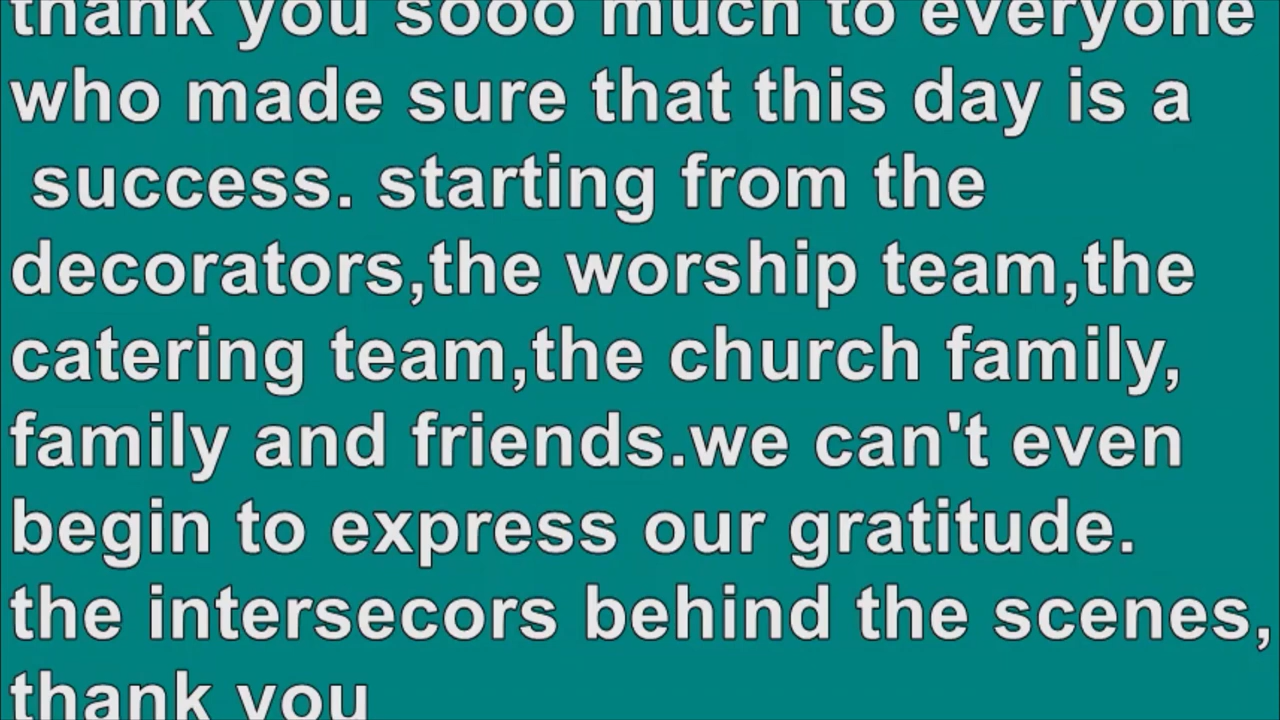 thank you sooo much to everyone
who made sure that this day is a
success. starting from the
decorators,the worship team,the
catering team,the church family,
family and friends.we can't even
begin to express our gratitude.
the intersecors behind the scenes,
thank you